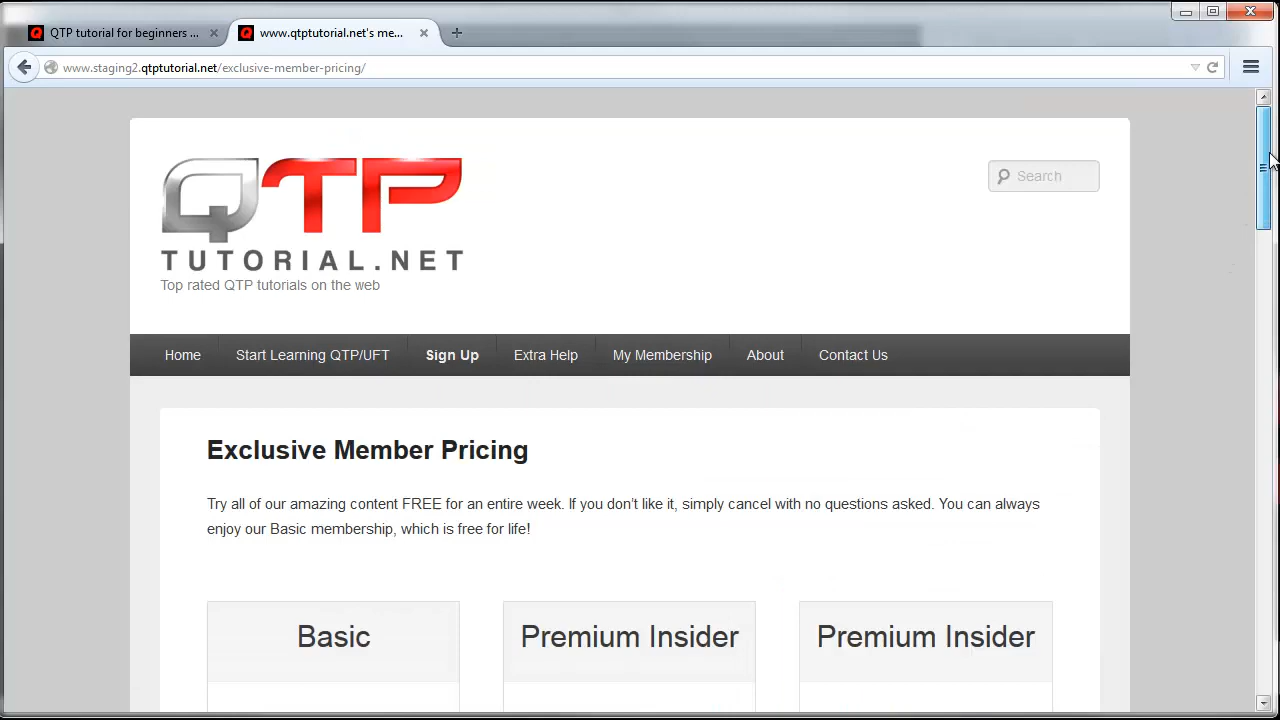 QTP tutorial for beginners ...
www.qtptutorial.net's me...
www.staging2.qtptutorial.net/exclusive-member-pricing/
QTP
TUTORIAL.NET
Top rated QTP tutorials on the web
Search
Home
Start Learning QTP/UFT
Sign Up
Extra Help
My Membership
About
Contact Us
Exclusive Member Pricing
Try all of our amazing content FREE for an entire week. If you don't like it, simply cancel with no questions asked. You can always
enjoy our Basic membership, which is free for life!
Basic
Premium Insider
Premium Insider